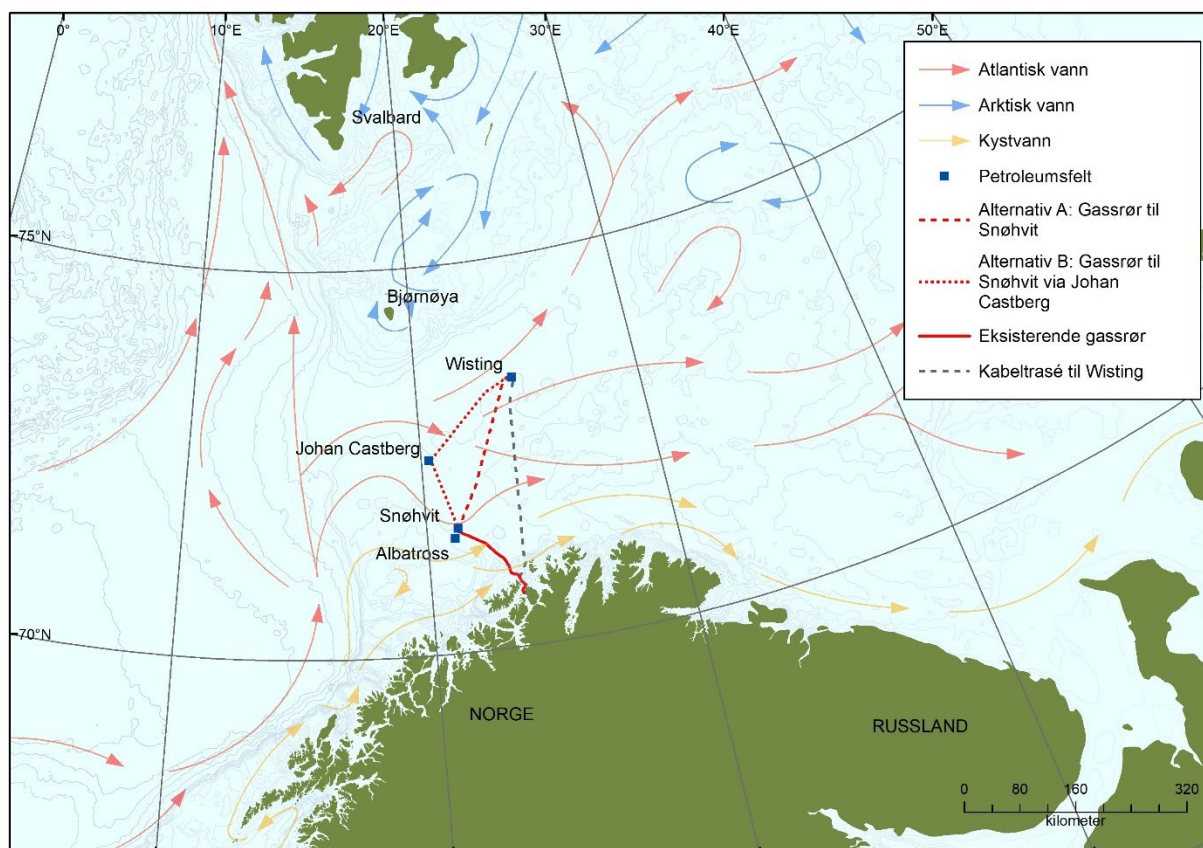 0°
10°E
20°E
30°E
40°E
50°E
75°N
70°N
Svalbard
Bjørnøya
Wisting
Johan Castberg
Snøhvit
Albatross
NORGE
RUSSLAND
Atlantisk vann
Arktisk vann
Kystvann
Petroleumsfelt
Alternativ A: Gassrør til
Snøhvit
Alternativ B: Gassrør til
Snøhvit via Johan
Castberg
Eksisterende gassrør
Kabeltrasé til Wisting
0 80 160 320
kilometer